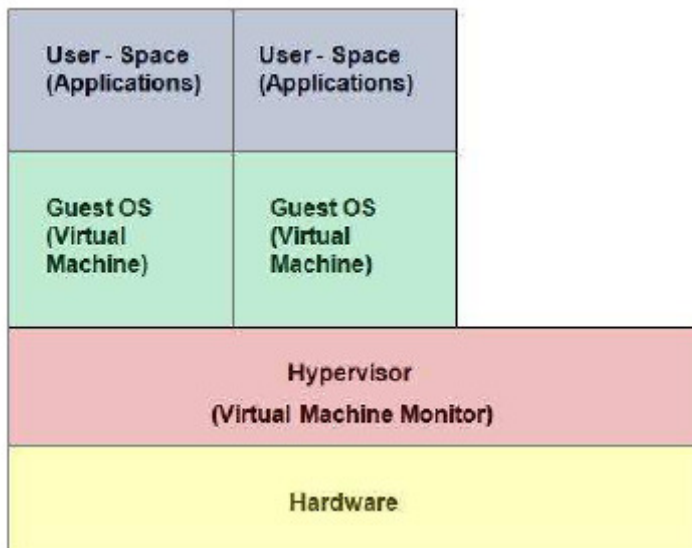 User - Space
(Applications)
User - Space
(Applications)
Guest OS
(Virtual
Machine)
Guest OS
(Virtual
Machine)
Hypervisor
(Virtual Machine Monitor)
Hardware